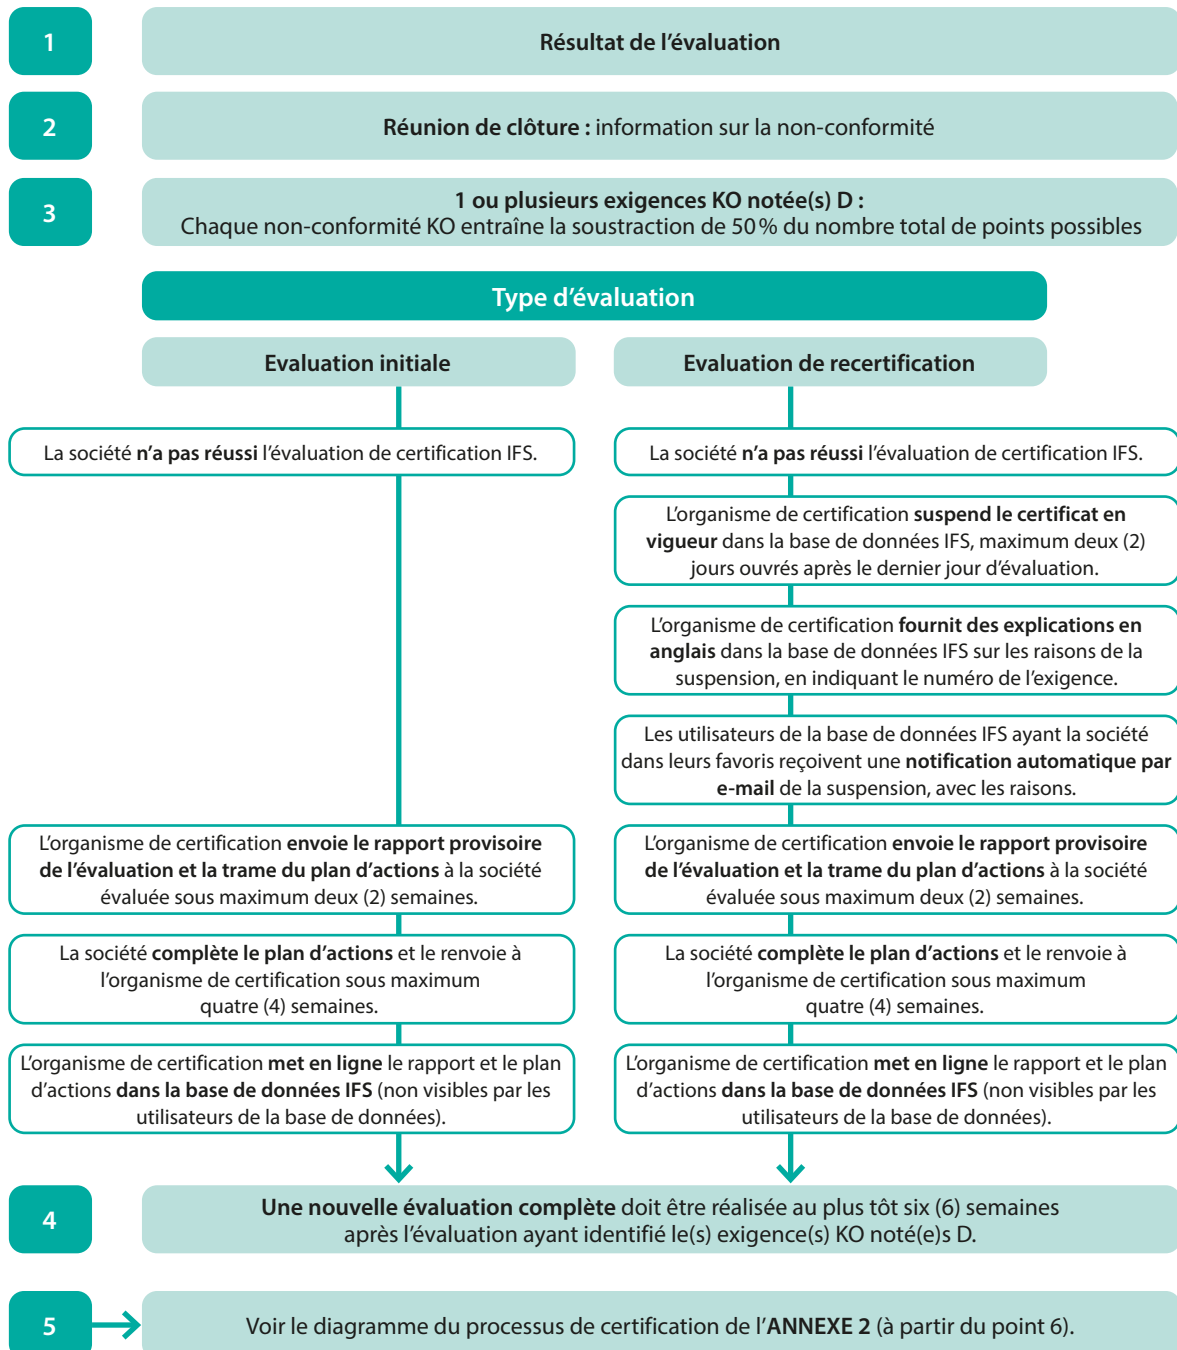 1
Résultat de l’évaluation
2
Réunion de clôture : information sur la non-conformité
3
1 ou plusieurs exigences KO notée(s) D :
Chaque non-conformité KO entraîne la soustraction de 50 % du nombre total de points possibles
Type d’évaluation
Evaluation initiale
La société n'a pas réussi l’évaluation de certification IFS.
L’organisme de certification envoie le rapport provisoire
de l’évaluation et la trame du plan d’actions à la société
évaluée sous maximum deux (2) semaines.
La société complète le plan d’actions et le renvoie à
l’organisme de certification sous maximum
quatre (4) semaines.
L’organisme de certification met en ligne le rapport et le plan
d’actions dans la base de données IFS (non visibles par les
utilisateurs de la base de données).
Evaluation de recertification
La société n'a pas réussi l’évaluation de certification IFS.
L’organisme de certification suspend le certificat en
vigueur dans la base de données IFS, maximum deux (2)
jours ouvrés après le dernier jour d’évaluation.
L’organisme de certification fournit des explications en
anglais dans la base de données IFS sur les raisons de la
suspension, en indiquant le numéro de l’exigence.
Les utilisateurs de la base de données IFS ayant la société
dans leurs favoris reçoivent une notification automatique par
e-mail de la suspension, avec les raisons.
L’organisme de certification envoie le rapport provisoire
de l’évaluation et la trame du plan d’actions à la société
évaluée sous maximum deux (2) semaines.
La société complète le plan d’actions et le renvoie à
l’organisme de certification sous maximum
quatre (4) semaines.
L’organisme de certification met en ligne le rapport et le plan
d’actions dans la base de données IFS (non visibles par les
utilisateurs de la base de données).
4
Une nouvelle évaluation complète doit être réalisée au plus tôt six (6) semaines
après l’évaluation ayant identifié le(s) exigence(s) KO noté(e)s D.
5
Voir le diagramme du processus de certification de l’ANNEXE 2 (à partir du point 6).